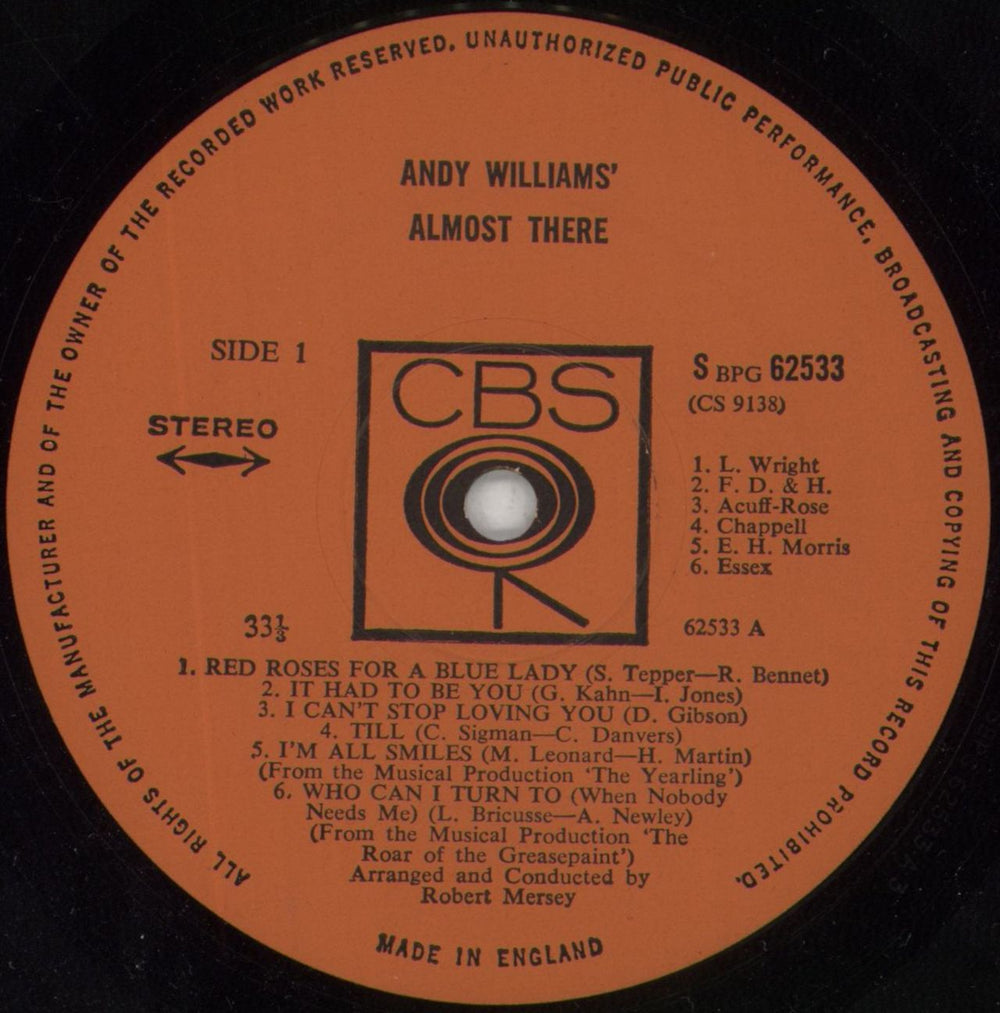 ALL RIGHTS OF THE MANUFACTURER AND OF THE OWNER OF THE RECORDED WORK RESERVED. UNAUTHORIZED PUBLIC PERFORMANCE, BROADCASTING AND COPYING OF THIS RECORD PROHIBITED.
ANDY WILLIAMS'
ALMOST THERE
SIDE 1
STEREO
CBS
S BPG 62533
(CS 9138)
1. L. Wright
2. F. D. & H.
3. Acuff-Rose
4. Chappell
5. E. H. Morris
6. Essex
33⅓
62533 A
1. RED ROSES FOR A BLUE LADY (S. Tepper—R. Bennet)
2. IT HAD TO BE YOU (G. Kahn—I. Jones)
3. I CAN'T STOP LOVING YOU (D. Gibson)
4. TILL (C. Sigman—C. Danvers)
5. I'M ALL SMILES (M. Leonard—H. Martin)
(From the Musical Production 'The Yearling')
6. WHO CAN I TURN TO (When Nobody
Needs Me) (L. Bricusse—A. Newley)
(From the Musical Production 'The
Roar of the Greasepaint')
Arranged and Conducted by
Robert Mersey
MADE IN ENGLAND